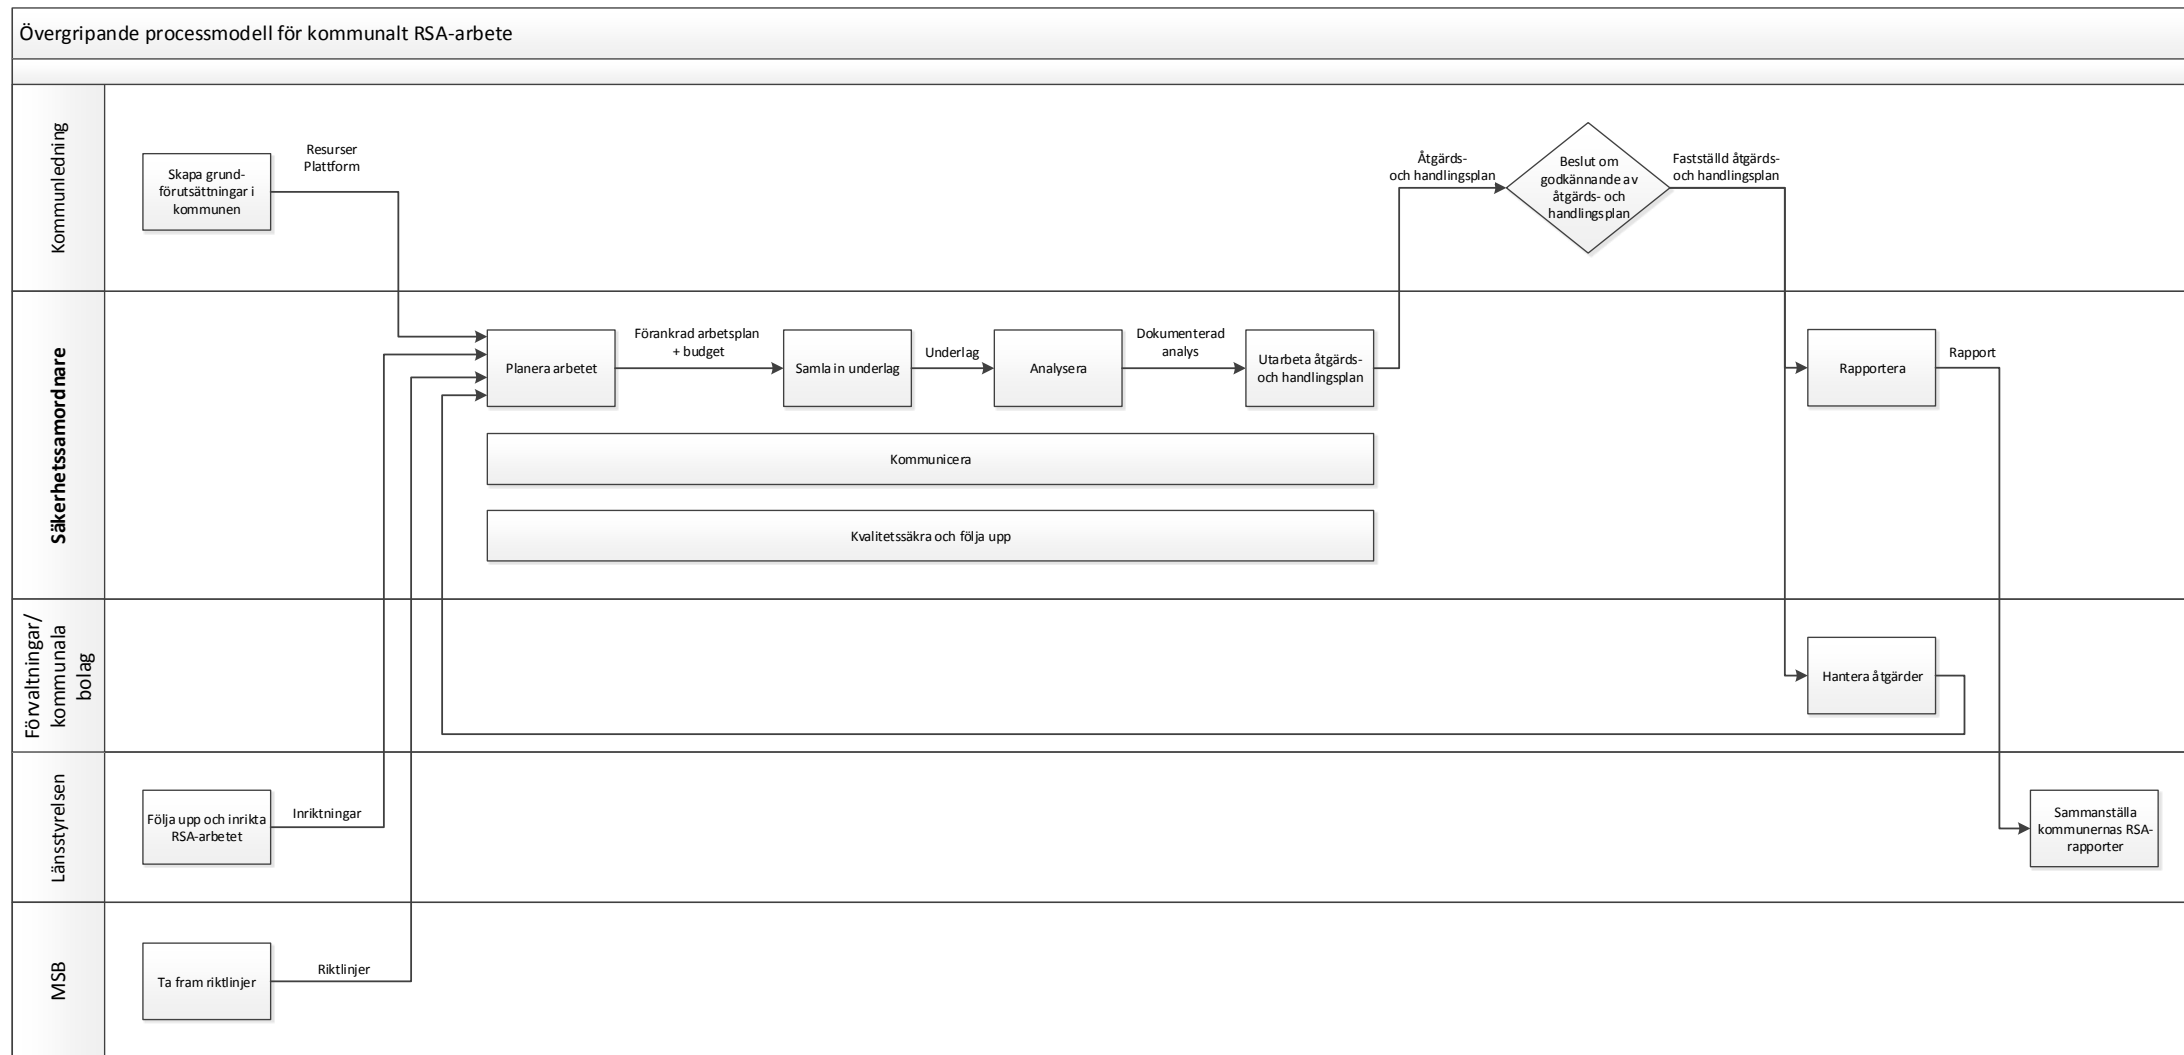 Övergripande processmodell för kommunalt RSA-arbete
Kommunledning
Skapa grund-
förutsättningar i
kommunen
Resurser
Plattform
Åtgärds-
och handlingsplan
Beslut om
godkännande av
åtgärds- och
handlingsplan
Fastställd åtgärds-
och handlingsplan
Säkerhetssamordnare
Planera arbetet
Förankrad arbetsplan
+ budget
Samla in underlag
Underlag
Analysera
Dokumenterad
analys
Utarbeta åtgärds-
och handlingsplan
Rapportera
Rapport
Kommunicera
Kvalitetssäkra och följa upp
Förvaltningar/
kommunala
bolag
Hantera åtgärder
Länsstyrelsen
Följa upp och inrikta
RSA-arbetet
Inriktningar
Sammanställa
kommunernas RSA-
rapporter
MSB
Ta fram riktlinjer
Riktlinjer